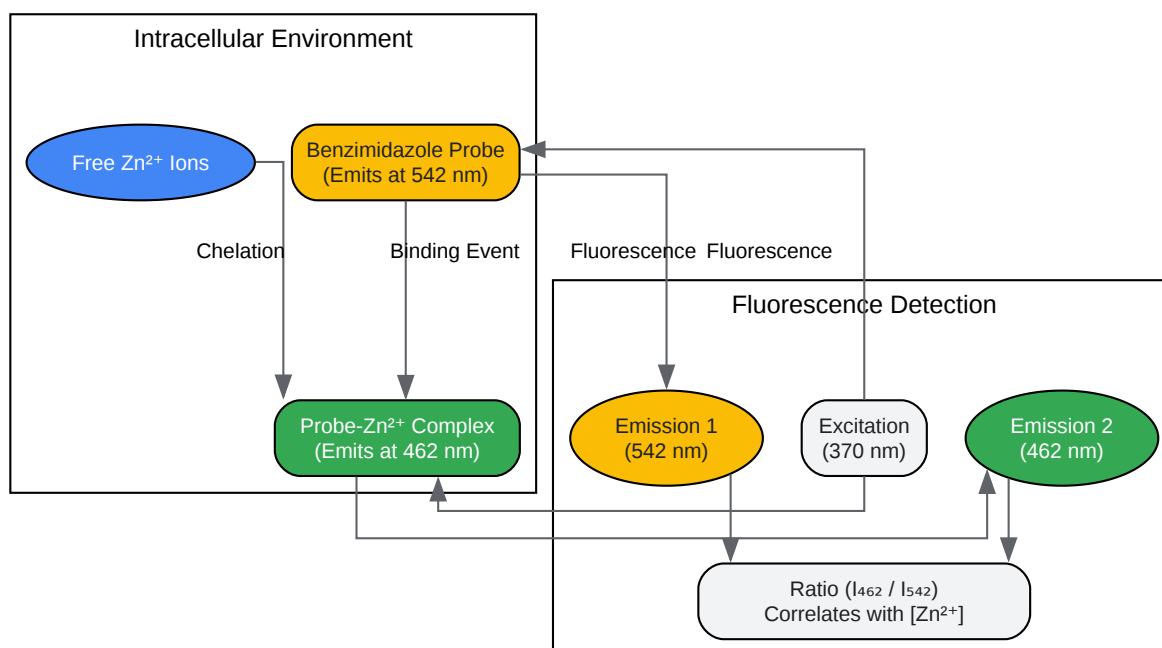 Intracellular Environment
Free Zn²⁺ Ions
Benzimidazole Probe
(Emits at 542 nm)
Chelation
Binding Event
Fluorescence
Fluorescence
Fluorescence Detection
Probe-Zn²⁺ Complex
(Emits at 462 nm)
Emission 1
(542 nm)
Excitation
(370 nm)
Emission 2
(462 nm)
Ratio (I₄₆₂ / I₅₄₂)
Correlates with [Zn²⁺]